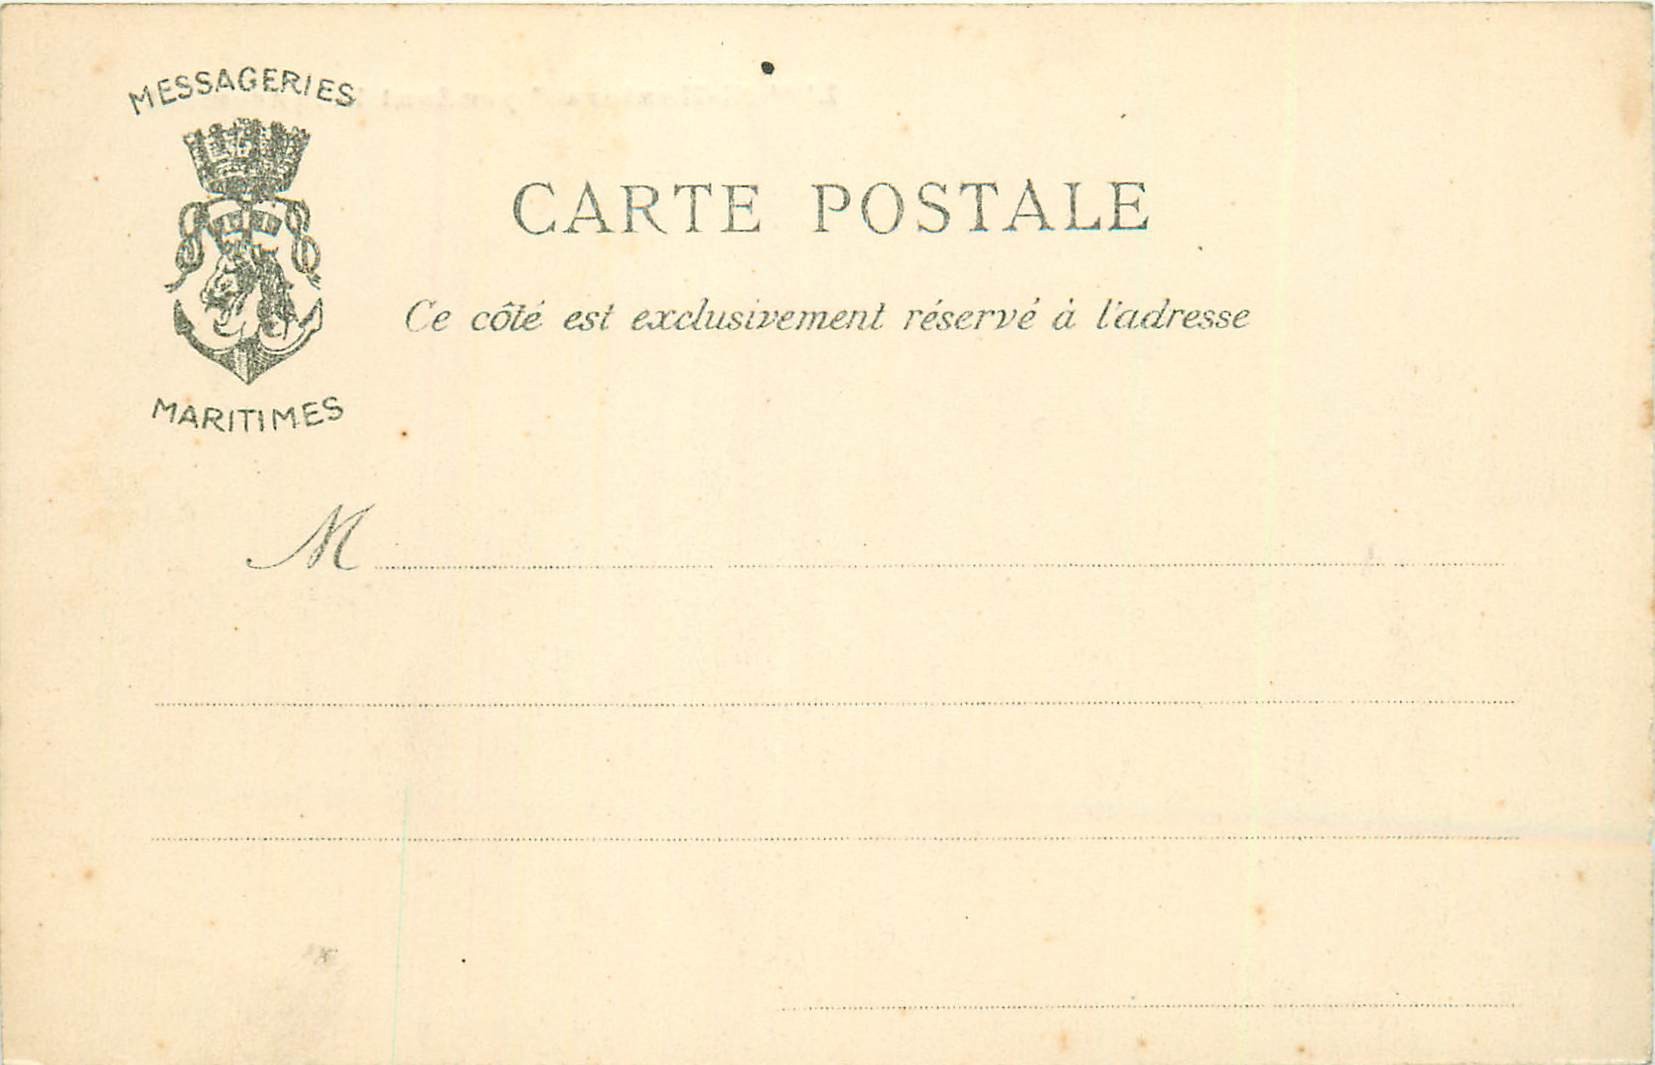 MESSAGERIES
MARITIMES
CARTE POSTALE
Ce côté est exclusivement réservé à l'adresse
M